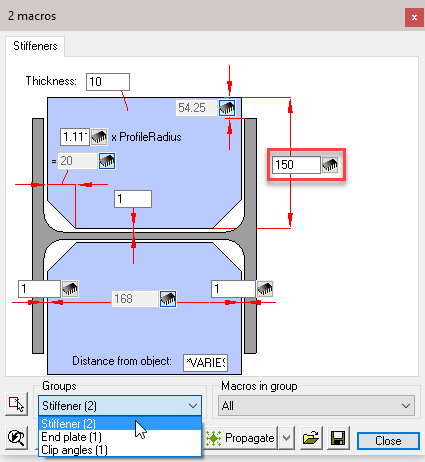 2 macros
Stiffeners
Thickness: 10
54.25
1.11 x ProfileRadius
150
= 20
1
1 168 1
Distance from object: *VARIES
Groups Macros in group
Stiffener (2) All
Stiffener (2)
End plate (1)
Clip angles (1)
Propagate Close